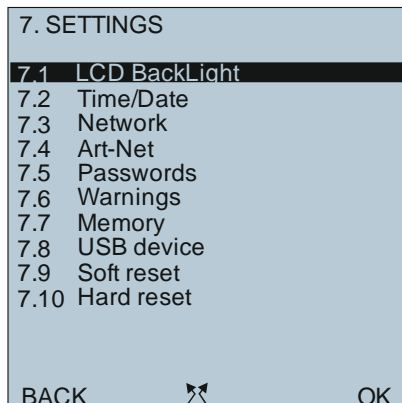 7. SETTINGS
7.1 LCD BackLight
7.2 Time/Date
7.3 Network
7.4 Art-Net
7.5 Passwords
7.6 Warnings
7.7 Memory
7.8 USB device
7.9 Soft reset
7.10 Hard reset
BACK OK